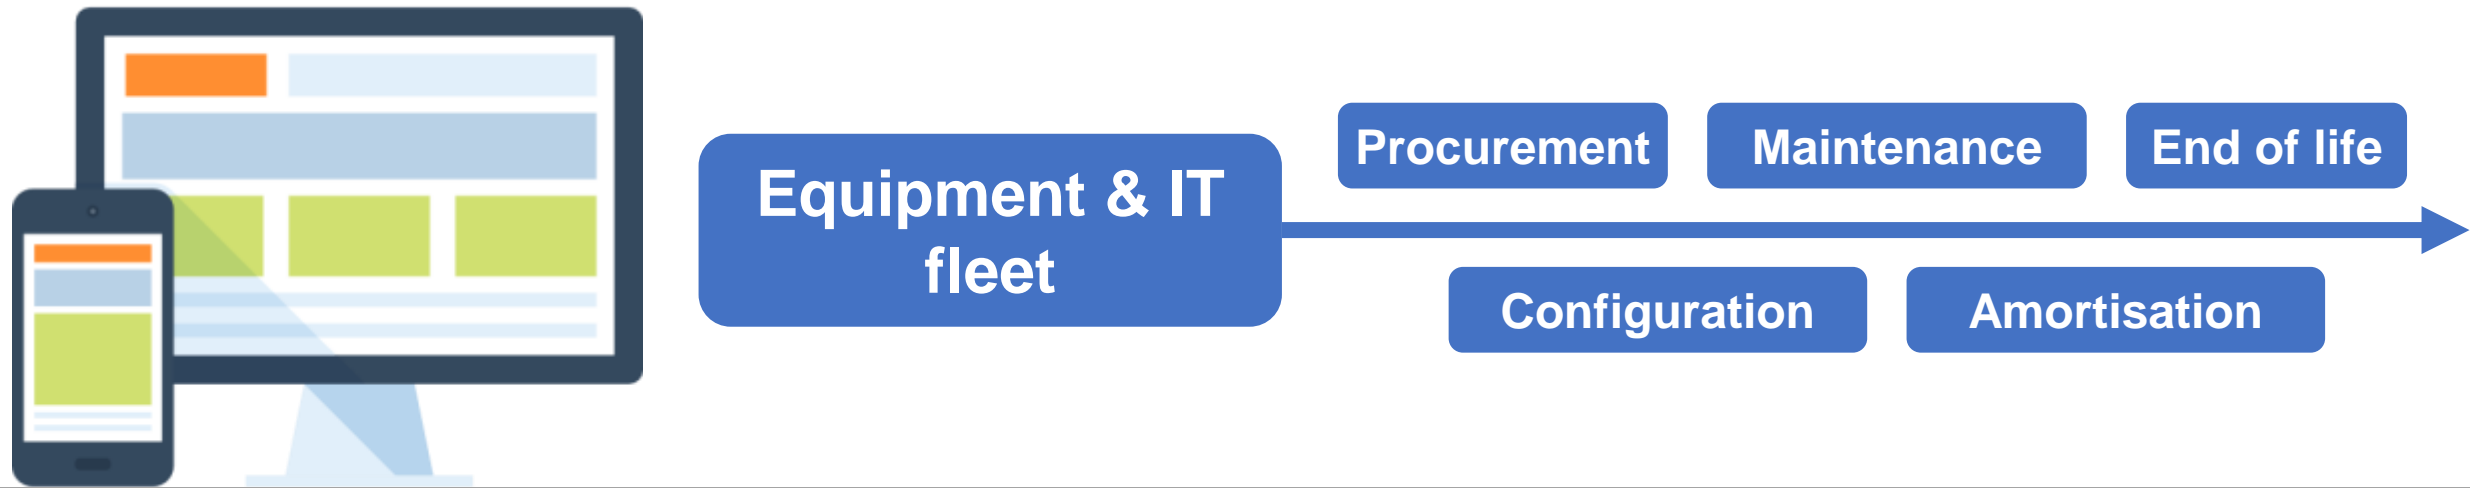 Equipment & IT
fleet
Procurement
Maintenance
End of life
Configuration
Amortisation